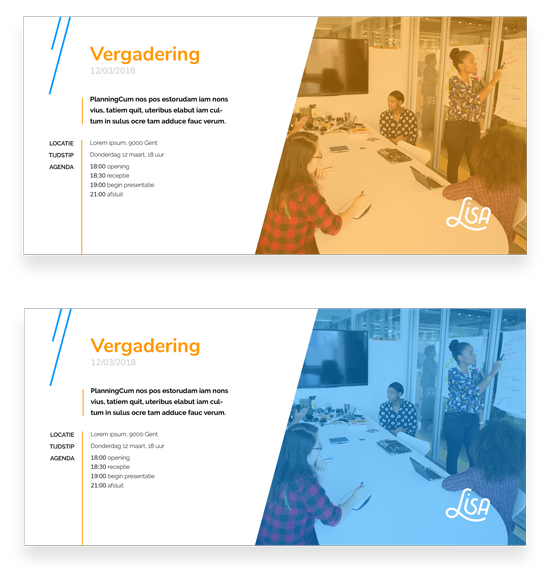 Vergadering
12/03/2018
PlanningCum nos pos estorudam iam nons
vius, tatiem quit, uteribus elabut iam cul-
tum in sulus ocre tam adduce fauc verum.
LOCATIE Lorem ipsum, 9000 Gent
TIJDSTIP Donderdag 12 maart, 18 uur
AGENDA 18:00 opening
18:30 receptie
19:00 begin presentatie
21:00 afsluit
LiSA
Vergadering
12/03/2018
PlanningCum nos pos estorudam iam nons
vius, tatiem quit, uteribus elabut iam cul-
tum in sulus ocre tam adduce fauc verum.
LOCATIE Lorem ipsum, 9000 Gent
TIJDSTIP Donderdag 12 maart, 18 uur
AGENDA 18:00 opening
18:30 receptie
19:00 begin presentatie
21:00 afsluit
LiSA